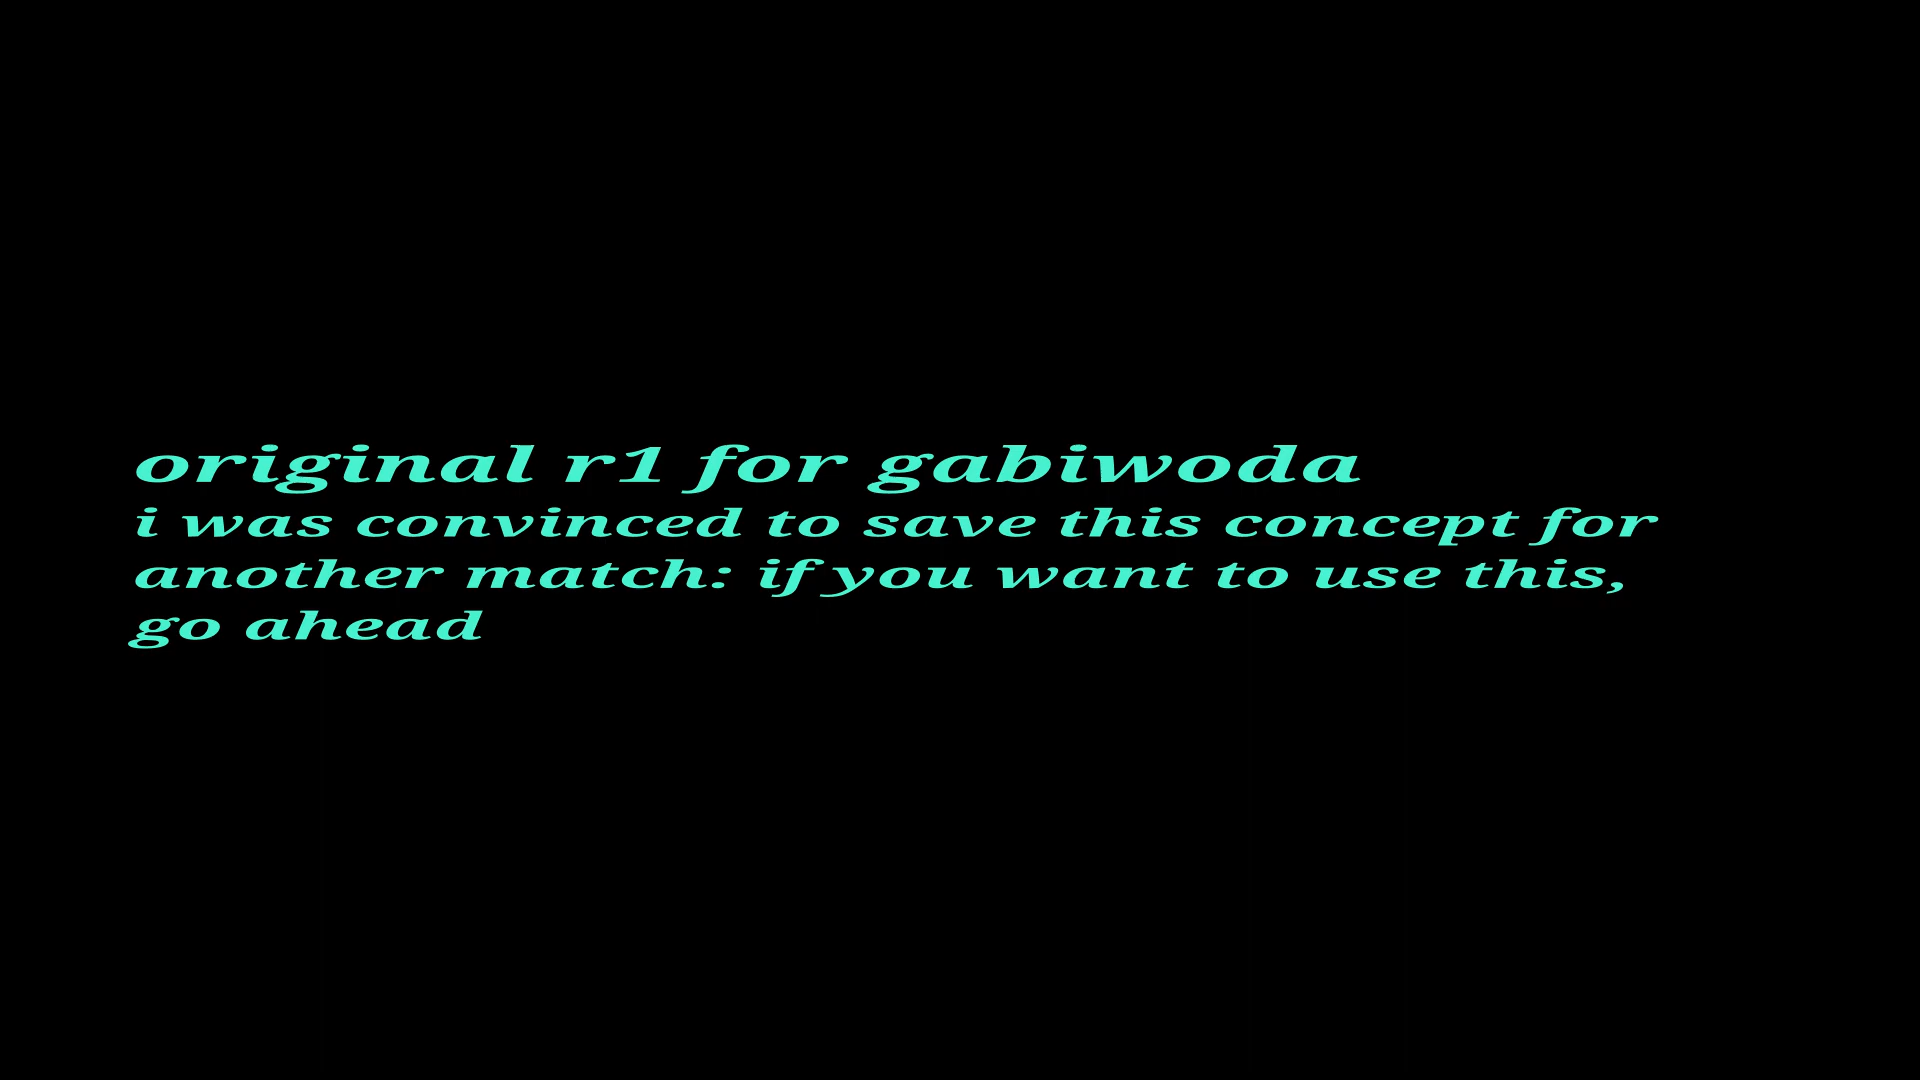 original r1 for gabiwoda
i was convinced to save this concept for
another match: if you want to use this,
go ahead